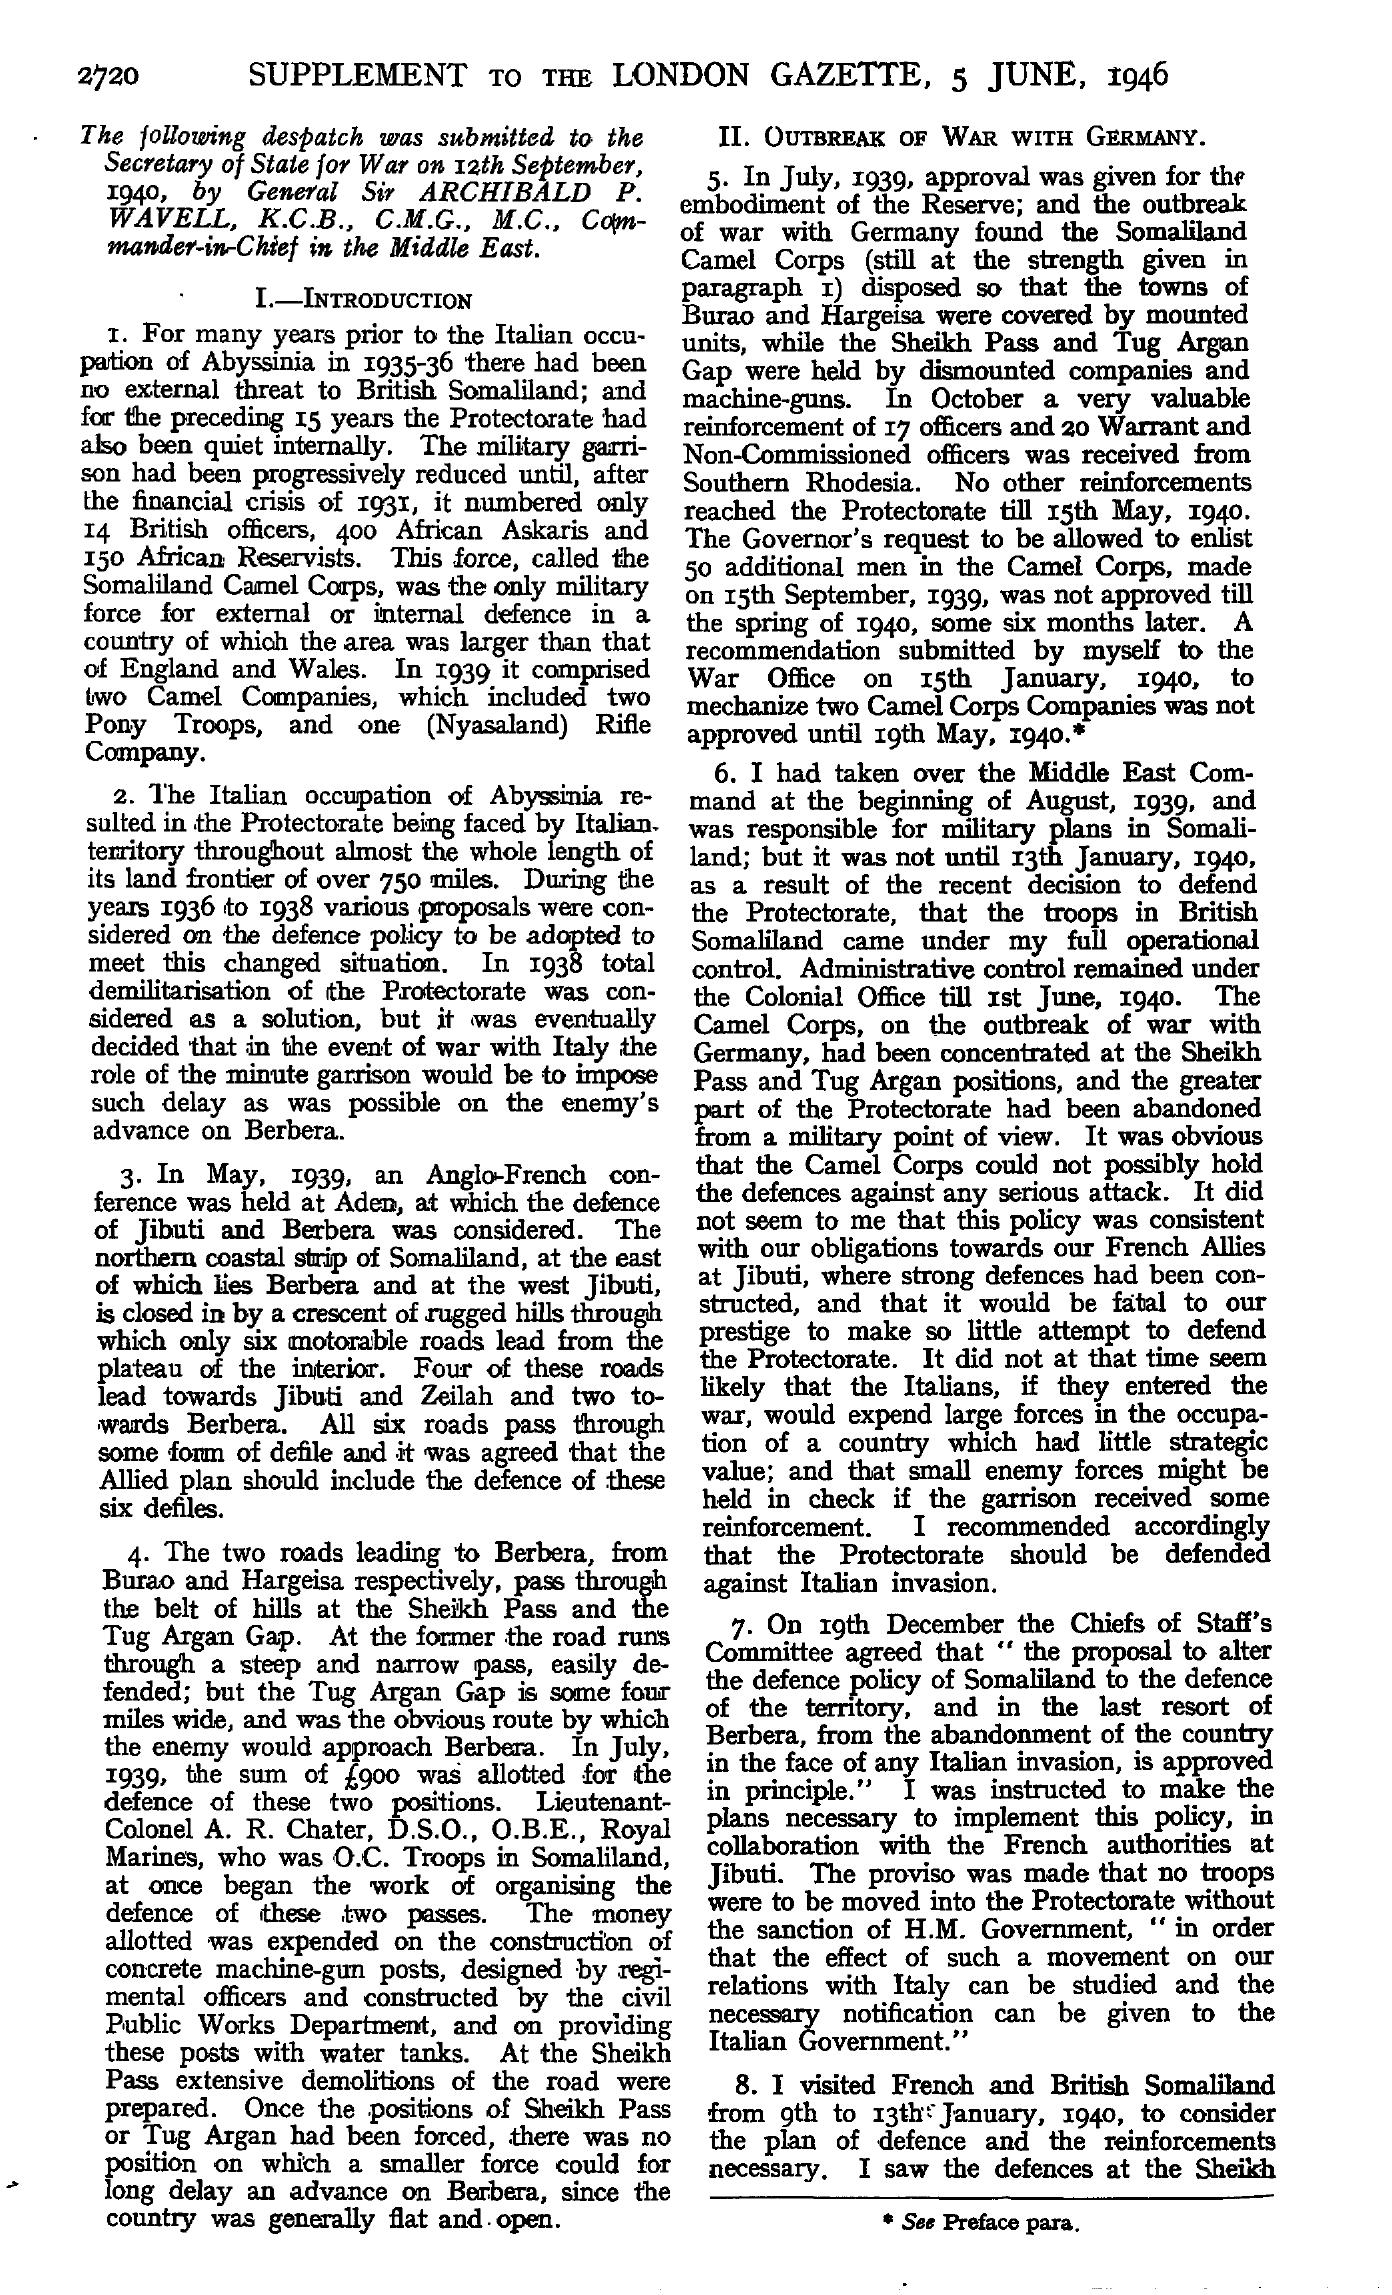 2720 SUPPLEMENT TO THE LONDON GAZETTE, 5 JUNE, 1946
The following despatch was submitted to the
Secretary of State for War on 12th September,
1940, by General Sir ARCHIBALD P.
WAVELL, K.C.B., C.M.G., M.C., Com-
mander-in-Chief in the Middle East.
I.—INTRODUCTION
1. For many years prior to the Italian occu-
pation of Abyssinia in 1935-36 there had been
no external threat to British Somaliland; and
for the preceding 15 years the Protectorate had
also been quiet internally. The military garri-
son had been progressively reduced until, after
the financial crisis of 1931, it numbered only
14 British officers, 400 African Askaris and
150 African Reservists. This force, called the
Somaliland Camel Corps, was the only military
force for external or internal defence in a
country of which the area was larger than that
of England and Wales. In 1939 it comprised
two Camel Companies, which included two
Pony Troops, and one (Nyasaland) Rifle
Company.
2. The Italian occupation of Abyssinia re-
sulted in the Protectorate being faced by Italian
territory throughout almost the whole length of
its land frontier of over 750 miles. During the
years 1936 to 1938 various proposals were con-
sidered on the defence policy to be adopted to
meet this changed situation. In 1938 total
demilitarisation of the Protectorate was con-
sidered as a solution, but it was eventually
decided that in the event of war with Italy the
role of the minute garrison would be to impose
such delay as was possible on the enemy's
advance on Berbera.
3. In May, 1939, an Anglo-French con-
ference was held at Aden, at which the defence
of Jibuti and Berbera was considered. The
northern coastal strip of Somaliland, at the east
of which lies Berbera and at the west Jibuti,
is closed in by a crescent of rugged hills through
which only six motorable roads lead from the
plateau of the interior. Four of these roads
lead towards Jibuti and Zeilah and two to-
wards Berbera. All six roads pass through
some form of defile and it was agreed that the
Allied plan should include the defence of these
six defiles.
4. The two roads leading to Berbera, from
Burao and Hargeisa respectively, pass through
the belt of hills at the Sheikh Pass and the
Tug Argan Gap. At the former the road runs
through a steep and narrow pass, easily de-
fended; but the Tug Argan Gap is some four
miles wide, and was the obvious route by which
the enemy would approach Berbera. In July,
1939, the sum of £900 was allotted for the
defence of these two positions. Lieutenant-
Colonel A. R. Chater, D.S.O., O.B.E., Royal
Marines, who was O.C. Troops in Somaliland,
at once began the work of organising the
defence of these two passes. The money
allotted was expended on the construction of
concrete machine-gun posts, designed by regi-
mental officers and constructed by the civil
Public Works Department, and on providing
these posts with water tanks. At the Sheikh
Pass extensive demolitions of the road were
prepared. Once the positions of Sheikh Pass
or Tug Argan had been forced, there was no
position on which a smaller force could for
long delay an advance on Berbera, since the
country was generally flat and open.
II. OUTBREAK OF WAR WITH GERMANY.
5. In July, 1939, approval was given for the
embodiment of the Reserve; and the outbreak
of war with Germany found the Somaliland
Camel Corps (still at the strength given in
paragraph 1) disposed so that the towns of
Burao and Hargeisa were covered by mounted
units, while the Sheikh Pass and Tug Argan
Gap were held by dismounted companies and
machine-guns. In October a very valuable
reinforcement of 17 officers and 20 Warrant and
Non-Commissioned officers was received from
Southern Rhodesia. No other reinforcements
reached the Protectorate till 15th May, 1940.
The Governor's request to be allowed to enlist
50 additional men in the Camel Corps, made
on 15th September, 1939, was not approved till
the spring of 1940, some six months later. A
recommendation submitted by myself to the
War Office on 15th January, 1940, to
mechanize two Camel Corps Companies was not
approved until 19th May, 1940.*
6. I had taken over the Middle East Com-
mand at the beginning of August, 1939, and
was responsible for military plans in Somali-
land; but it was not until 13th January, 1940,
as a result of the recent decision to defend
the Protectorate, that the troops in British
Somaliland came under my full operational
control. Administrative control remained under
the Colonial Office till 1st June, 1940. The
Camel Corps, on the outbreak of war with
Germany, had been concentrated at the Sheikh
Pass and Tug Argan positions, and the greater
part of the Protectorate had been abandoned
from a military point of view. It was obvious
that the Camel Corps could not possibly hold
the defences against any serious attack. It did
not seem to me that this policy was consistent
with our obligations towards our French Allies
at Jibuti, where strong defences had been con-
structed, and that it would be fatal to our
prestige to make so little attempt to defend
the Protectorate. It did not at that time seem
likely that the Italians, if they entered the
war, would expend large forces in the occupa-
tion of a country which had little strategic
value; and that small enemy forces might be
held in check if the garrison received some
reinforcement. I recommended accordingly
that the Protectorate should be defended
against Italian invasion.
7. On 19th December the Chiefs of Staff's
Committee agreed that "the proposal to alter
the defence policy of Somaliland to the defence
of the territory, and in the last resort of
Berbera, from the abandonment of the country
in the face of any Italian invasion, is approved
in principle." I was instructed to make the
plans necessary to implement this policy, in
collaboration with the French authorities at
Jibuti. The proviso was made that no troops
were to be moved into the Protectorate without
the sanction of H.M. Government, "in order
that the effect of such a movement on our
relations with Italy can be studied and the
necessary notification can be given to the
Italian Government."
8. I visited French and British Somaliland
from 9th to 13th January, 1940, to consider
the plan of defence and the reinforcements
necessary. I saw the defences at the Sheikh
* See Preface para.